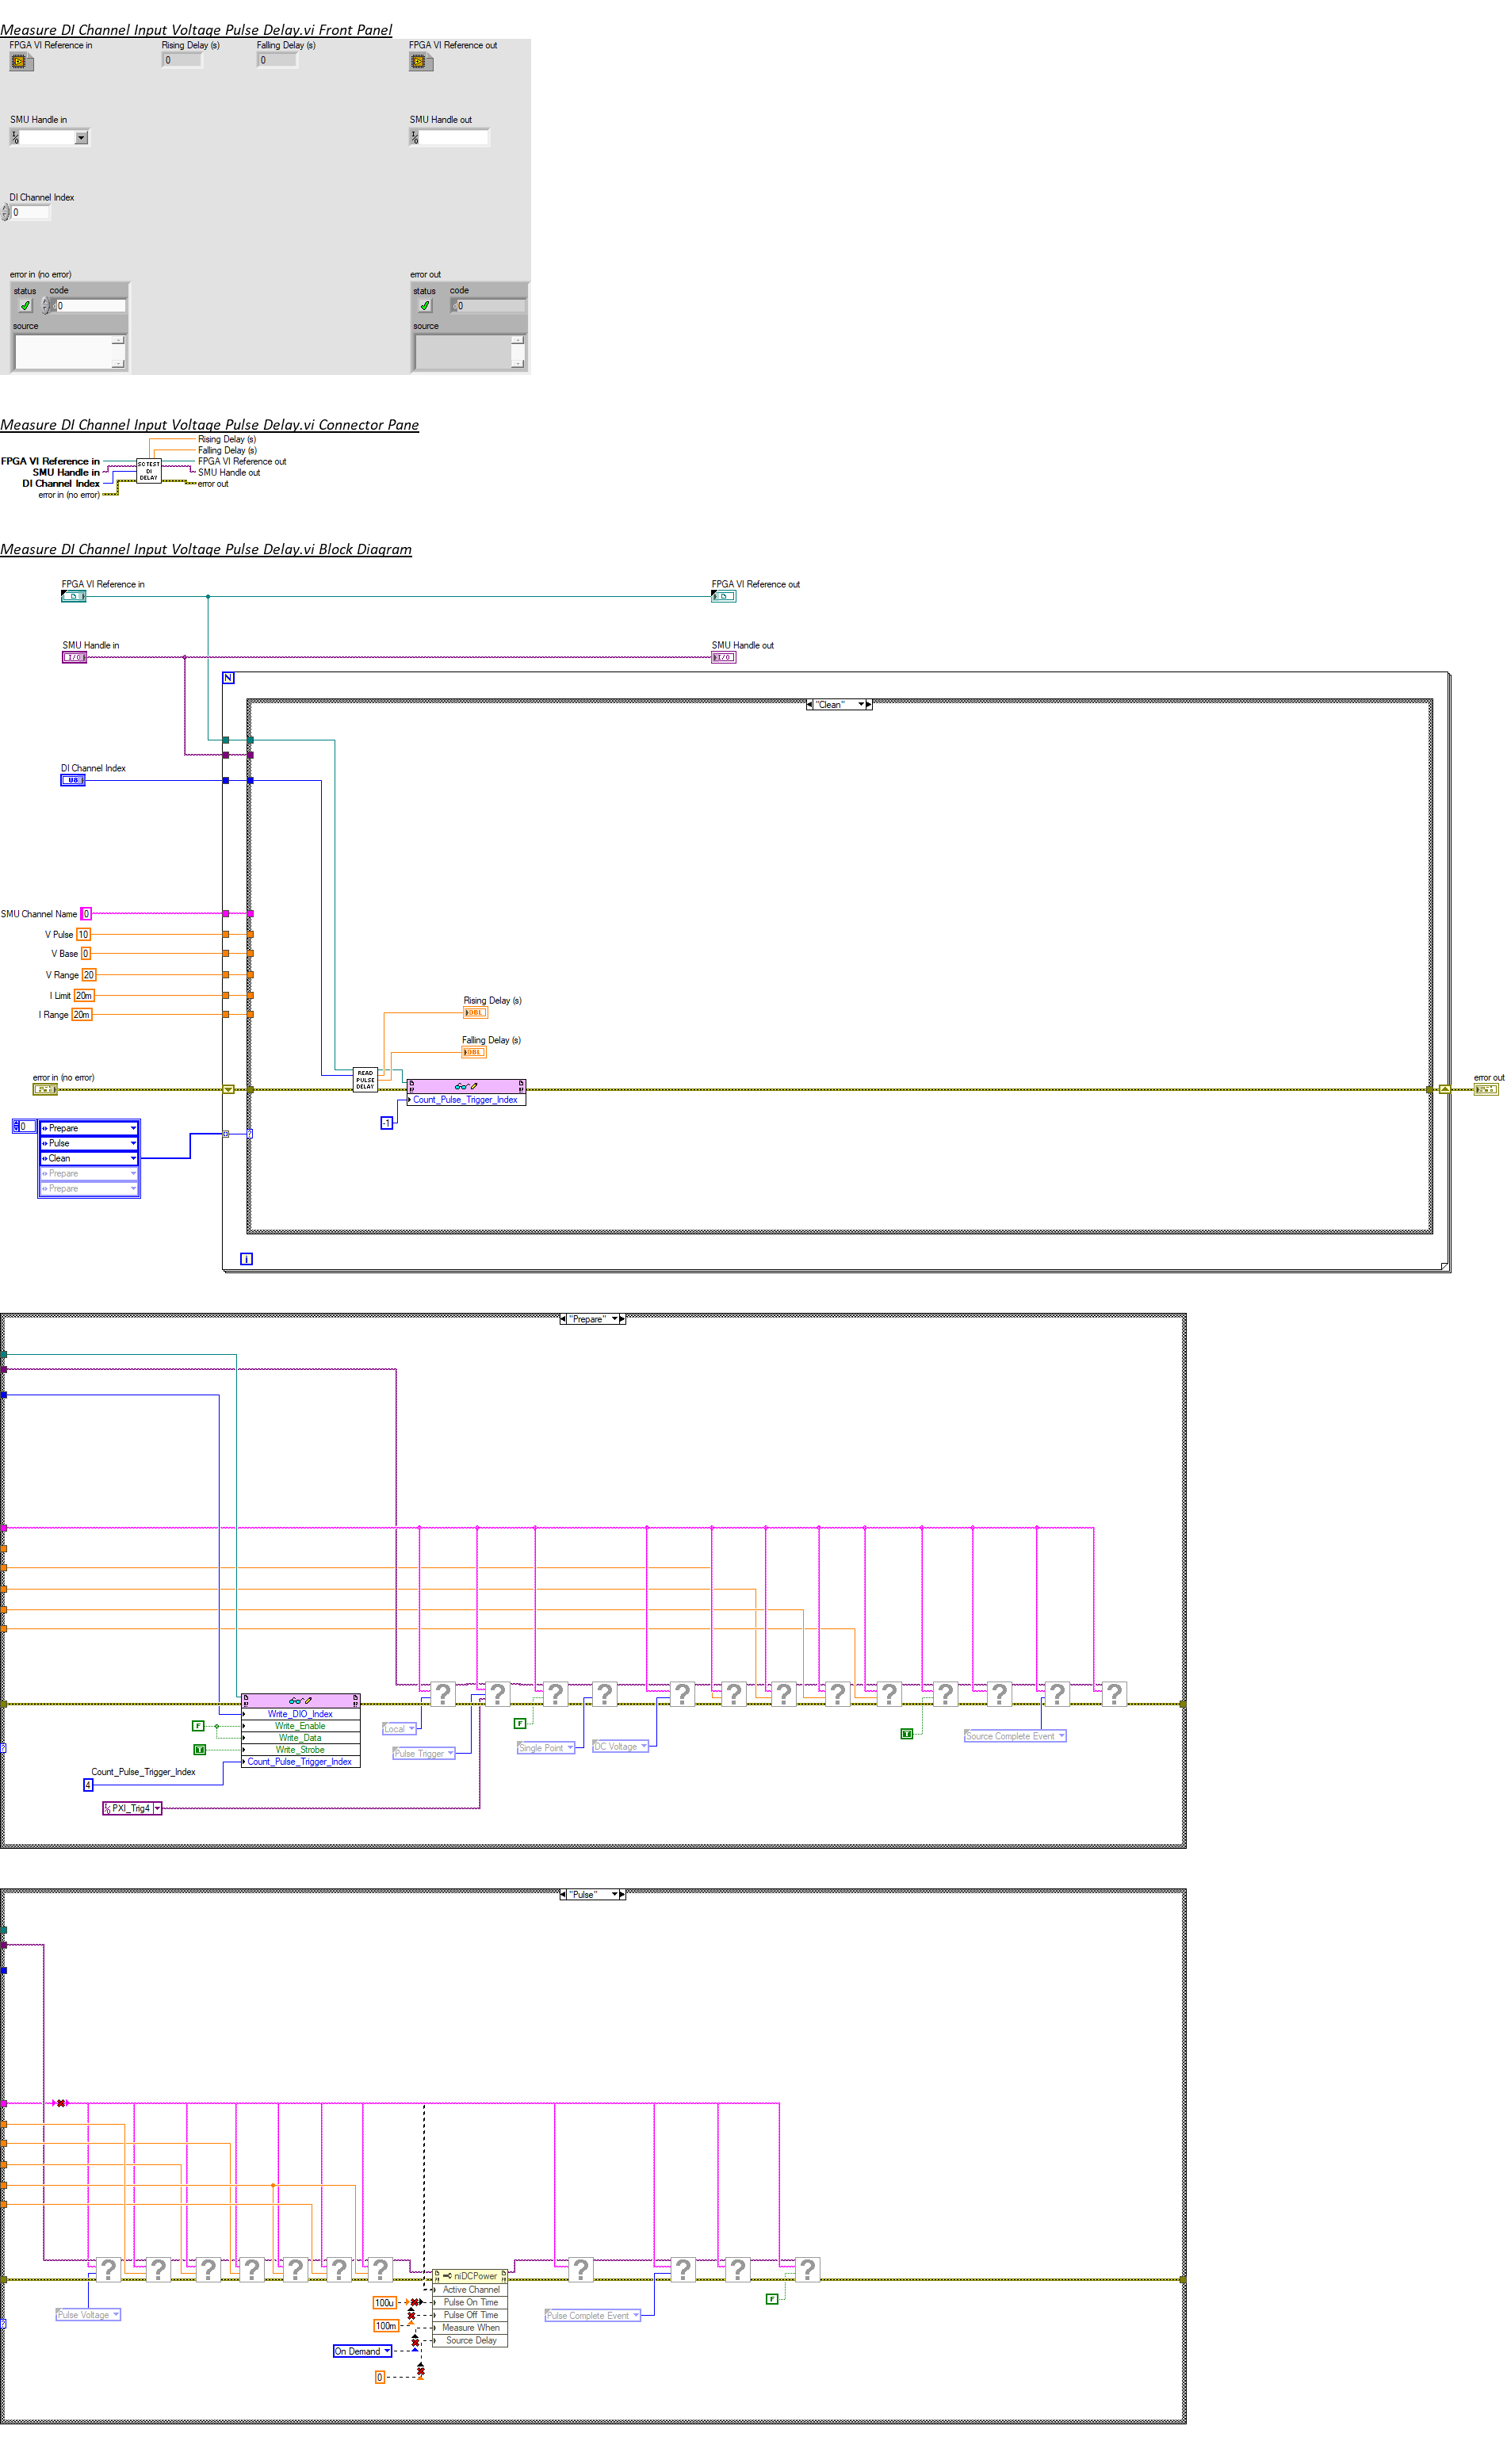 Measure DI Channel Input Voltage Pulse Delay.vi Front Panel
FPGA VI Reference in
Rising Delay (s)
Falling Delay (s)
FPGA VI Reference out
0
0
SMU Handle in
SMU Handle out
DI Channel Index
0
error in (no error)
error out
status code
status code
0
0
source
source
Measure DI Channel Input Voltage Pulse Delay.vi Connector Pane
Rising Delay (s)
Falling Delay (s)
FPGA VI Reference in
FPGA VI Reference out
SMU Handle in
SMU Handle out
DI Channel Index
error out
error in (no error)
SC TEST
DI
DELAY
Measure DI Channel Input Voltage Pulse Delay.vi Block Diagram
FPGA VI Reference in
FPGA VI Reference out
SMU Handle in
SMU Handle out
I/O
I/O
N
"Clean"
DI Channel Index
U8
SMU Channel Name 0
V Pulse 10
V Base 0
V Range 20
I Limit 20m
I Range 20m
Rising Delay (s)
DBL
Falling Delay (s)
DBL
error in (no error)
error out
READ
PULSE
DELAY
Count_Pulse_Trigger_Index
-1
0
Prepare
Pulse
Clean
Prepare
Prepare
?
i
"Prepare"
? ? ? ? ? ? ? ? ? ? ? ? ?
Write_DIO_Index
F Write_Enable
Write_Data
T Write_Strobe
Count_Pulse_Trigger_Index
Count_Pulse_Trigger_Index
4
PXI_Trig4
Local
Pulse Trigger
F
Single Point
DC Voltage
T
Source Complete Event
?
"Pulse"
? ? ? ? ? ? ? ? ? ? ?
niDCPower
Active Channel
100u Pulse On Time
Pulse Off Time
100m
Measure When
Source Delay
On Demand
0
Pulse Voltage
Pulse Complete Event
F
?